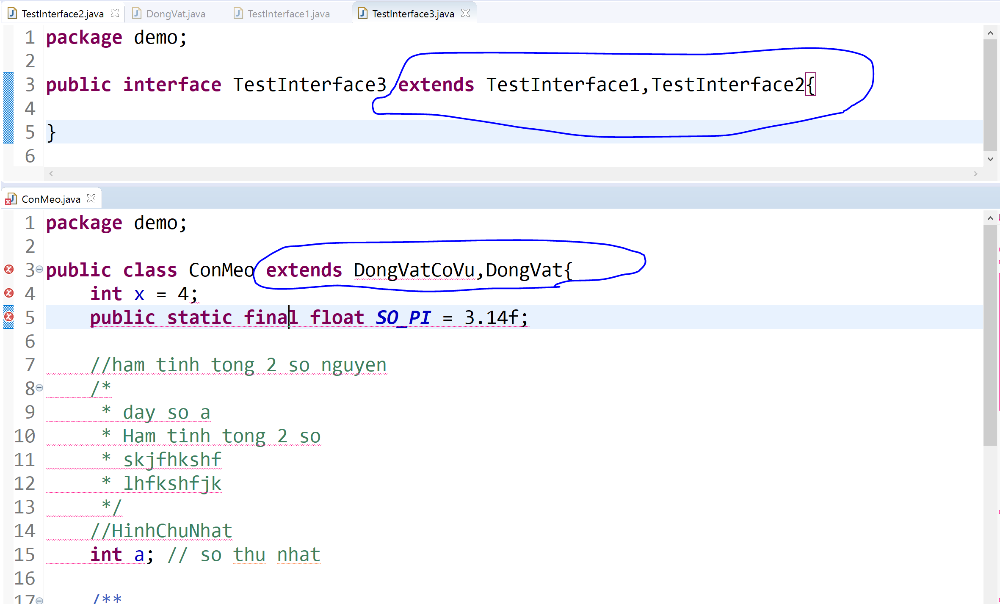 TestInterface2.java DongVat.java TestInterface1.java TestInterface3.java
1 package demo;
2
3 public interface TestInterface3 extends TestInterface1,TestInterface2{
4
5 }
6
ConMeo.java
1 package demo;
2
3 public class ConMeo extends DongVatCoVu,DongVat{
4 int x = 4;
5 public static final float SO_PI = 3.14f;
6
7 //ham tinh tong 2 so nguyen
8 /*
9 * day so a
10 * Ham tinh tong 2 so
11 * skjfhkshf
12 * lhfkshfjk
13 */
14 //HinhChuNhat
15 int a; // so thu nhat
16
17 /**